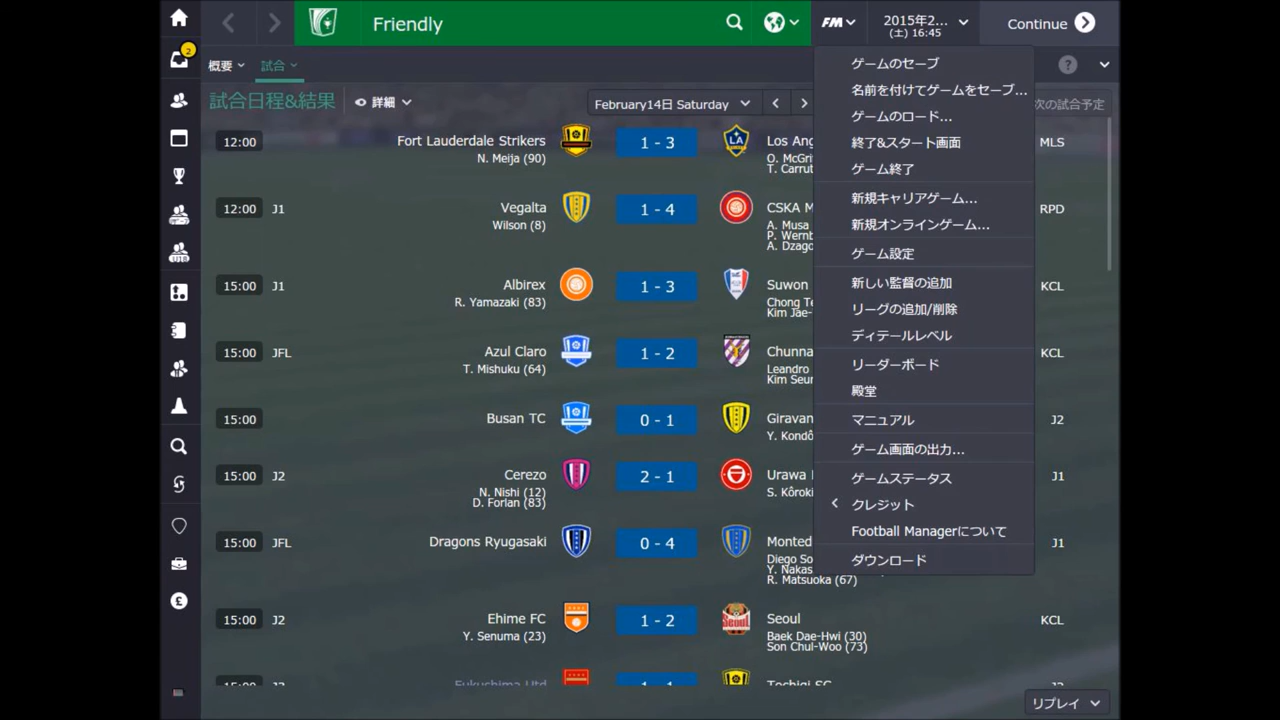 Friendly
FM
2015年2...
(土) 16:45
Continue
2
概要
試合
?
試合日程&結果
詳細
February14日 Saturday
次の試合予定
12:00
Fort Lauderdale Strikers
N. Meija (90)
1 - 3
Los Ang
O. McGri
T. Carrut
MLS
12:00
J1
Vegalta
Wilson (8)
1 - 4
CSKA M
A. Musa
P. Wernb
A. Dzago
RPD
15:00
J1
Albirex
R. Yamazaki (83)
1 - 3
Suwon
Chong Te
Kim Jae-
KCL
15:00
JFL
Azul Claro
T. Mishuku (64)
1 - 2
Chunna
Leandro
Kim Seur
KCL
15:00
Busan TC
0 - 1
Giravan
Y. Kondô
J2
15:00
J2
Cerezo
N. Nishi (12)
D. Forlan (83)
2 - 1
Urawa
S. Kôroki
J1
15:00
JFL
Dragons Ryugasaki
0 - 4
Monted
Diego So
Y. Nakas
R. Matsuoka (67)
J1
15:00
J2
Ehime FC
Y. Senuma (23)
1 - 2
Seoul
Baek Dae-Hwi (30)
Son Chul-Woo (73)
KCL
Fukushima Utd
Tochigi SC
ゲームのセーブ
名前を付けてゲームをセーブ...
ゲームのロード...
終了&スタート画面
ゲーム終了
新規キャリアゲーム...
新規オンラインゲーム...
ゲーム設定
新しい監督の追加
リーグの追加/削除
ディテールレベル
リーダーボード
殿堂
マニュアル
ゲーム画面の出力...
ゲームステータス
クレジット
Football Managerについて
ダウンロード
リプレイ